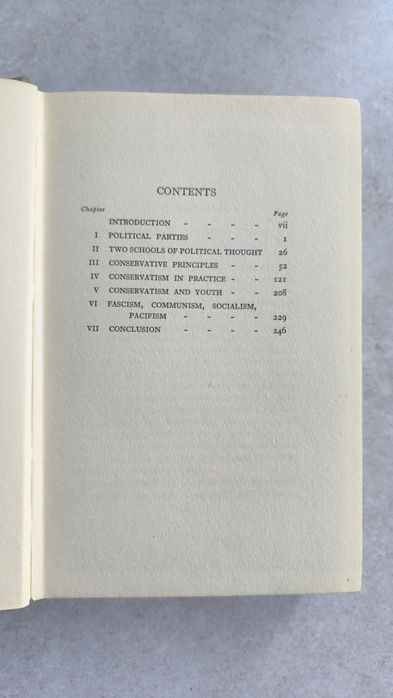 CONTENTS
Chapter Page
INTRODUCTION - - - - vii
I POLITICAL PARTIES - - - 1
II TWO SCHOOLS OF POLITICAL THOUGHT 26
III CONSERVATIVE PRINCIPLES - - 52
IV CONSERVATISM IN PRACTICE - - 121
V CONSERVATISM AND YOUTH - - 208
VI FASCISM, COMMUNISM, SOCIALISM,
PACIFISM - - - - 229
VII CONCLUSION - - - - 246